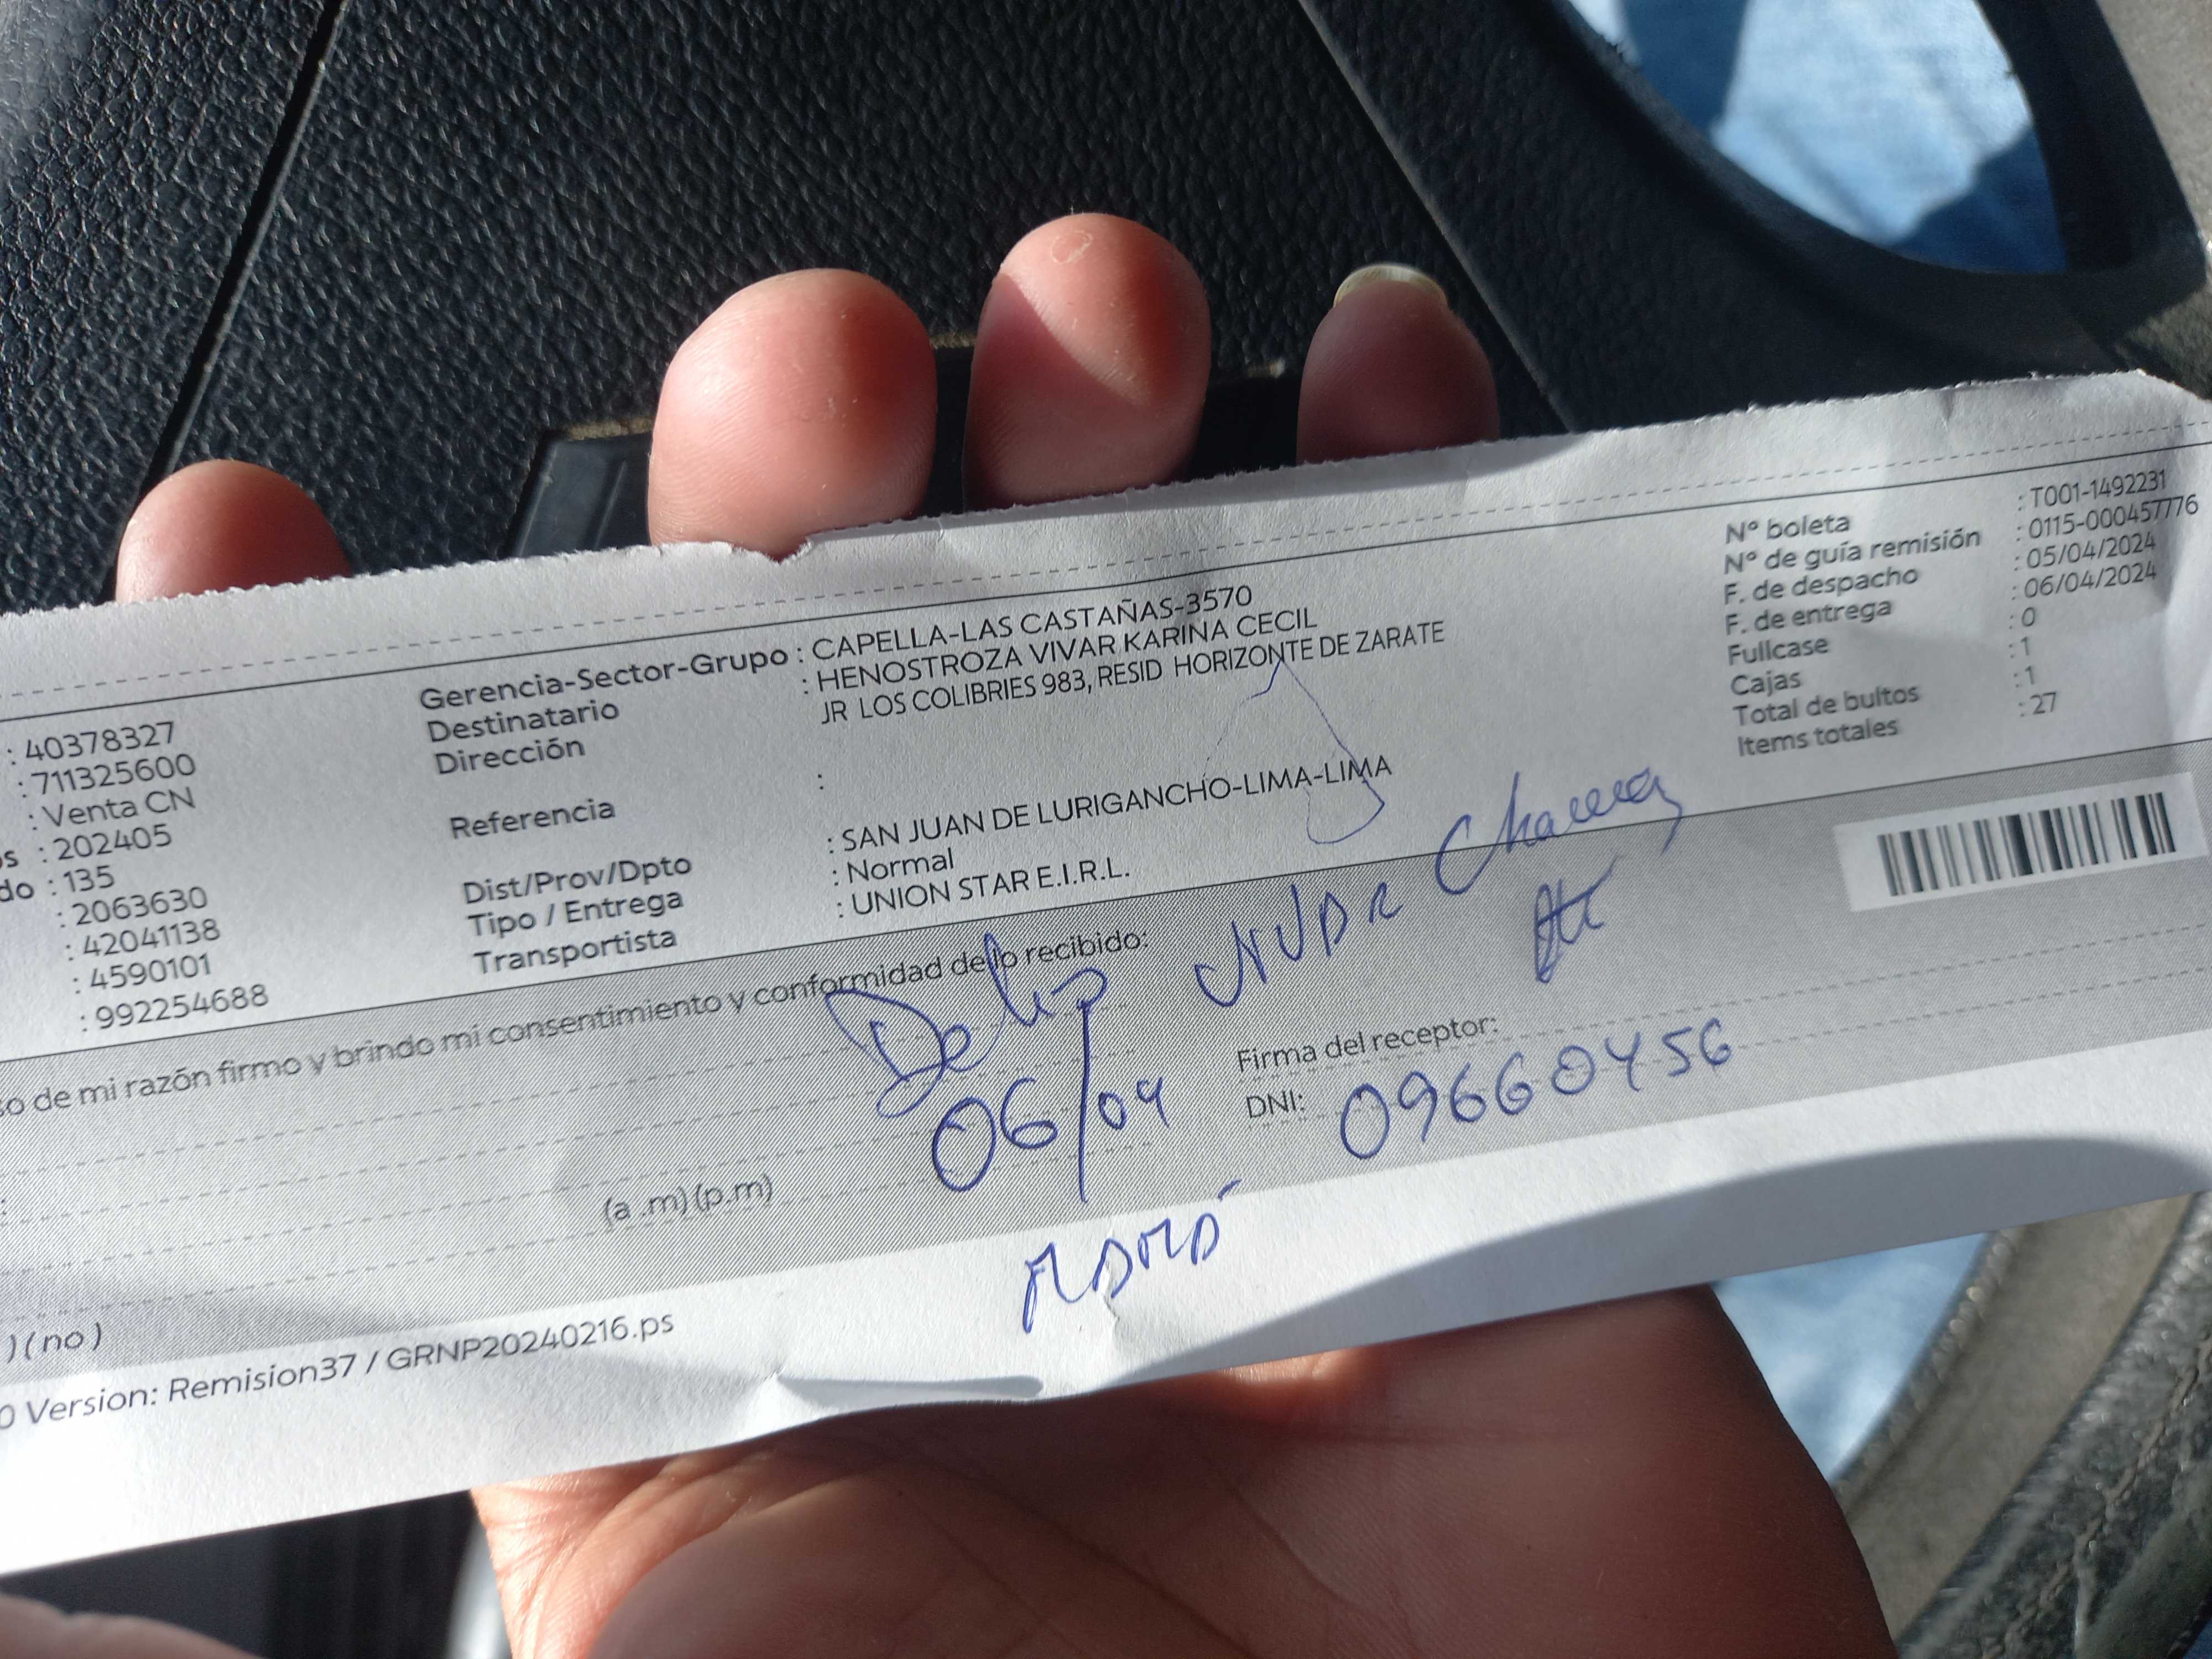 : 40378327
: 711325600
: Venta CN
os : 202405
do : 135
: 2063630
: 42041138
: 4590101
: 992254688
Gerencia-Sector-Grupo : CAPELLA-LAS CASTAÑAS-3570
Destinatario : HENOSTROZA VIVAR KARINA CECIL
Dirección JR LOS COLIBRIES 983, RESID HORIZONTE DE ZARATE
Referencia :
Dist/Prov/Dpto : SAN JUAN DE LURIGANCHO-LIMA-LIMA
Tipo / Entrega : Normal
Transportista : UNION STAR E.I.R.L.
N° boleta : T001-1492231
N° de guía remisión : 0115-000457776
F. de despacho : 05/04/2024
F. de entrega : 06/04/2024
Fullcase : 0
Cajas : 1
Total de bultos : 1
Items totales : 27
so de mi razón firmo y brindo mi consentimiento y conformidad de lo recibido:
06/04
Firma del receptor:
DNI: 09660456
:
(a .m) (p.m)
) ( no )
0 Version: Remision37 / GRNP20240216.ps